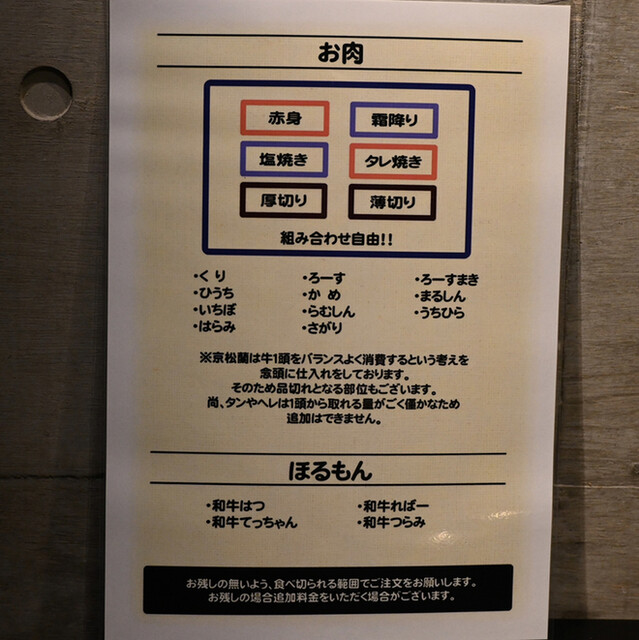 お肉
赤身 霜降り
塩焼き タレ焼き
厚切り 薄切り
組み合わせ自由!!
・くり ・ろーす ・ろーすまき
・ひうち ・かめ ・まるしん
・いちぼ ・らむしん ・うちひら
・はらみ ・さがり
※京松蘭は牛1頭をバランスよく消費するという考えを
念頭に仕入れをしております。
そのため品切れとなる部位もございます。
尚、タンやヘレは1頭から取れる量がごく僅かなため
追加はできません。
ほるもん
・和牛はつ ・和牛ればー
・和牛てっちゃん ・和牛つらみ
お残しの無いよう、食べ切られる範囲でご注文をお願いします。
お残しの場合追加料金をいただく場合がございます。